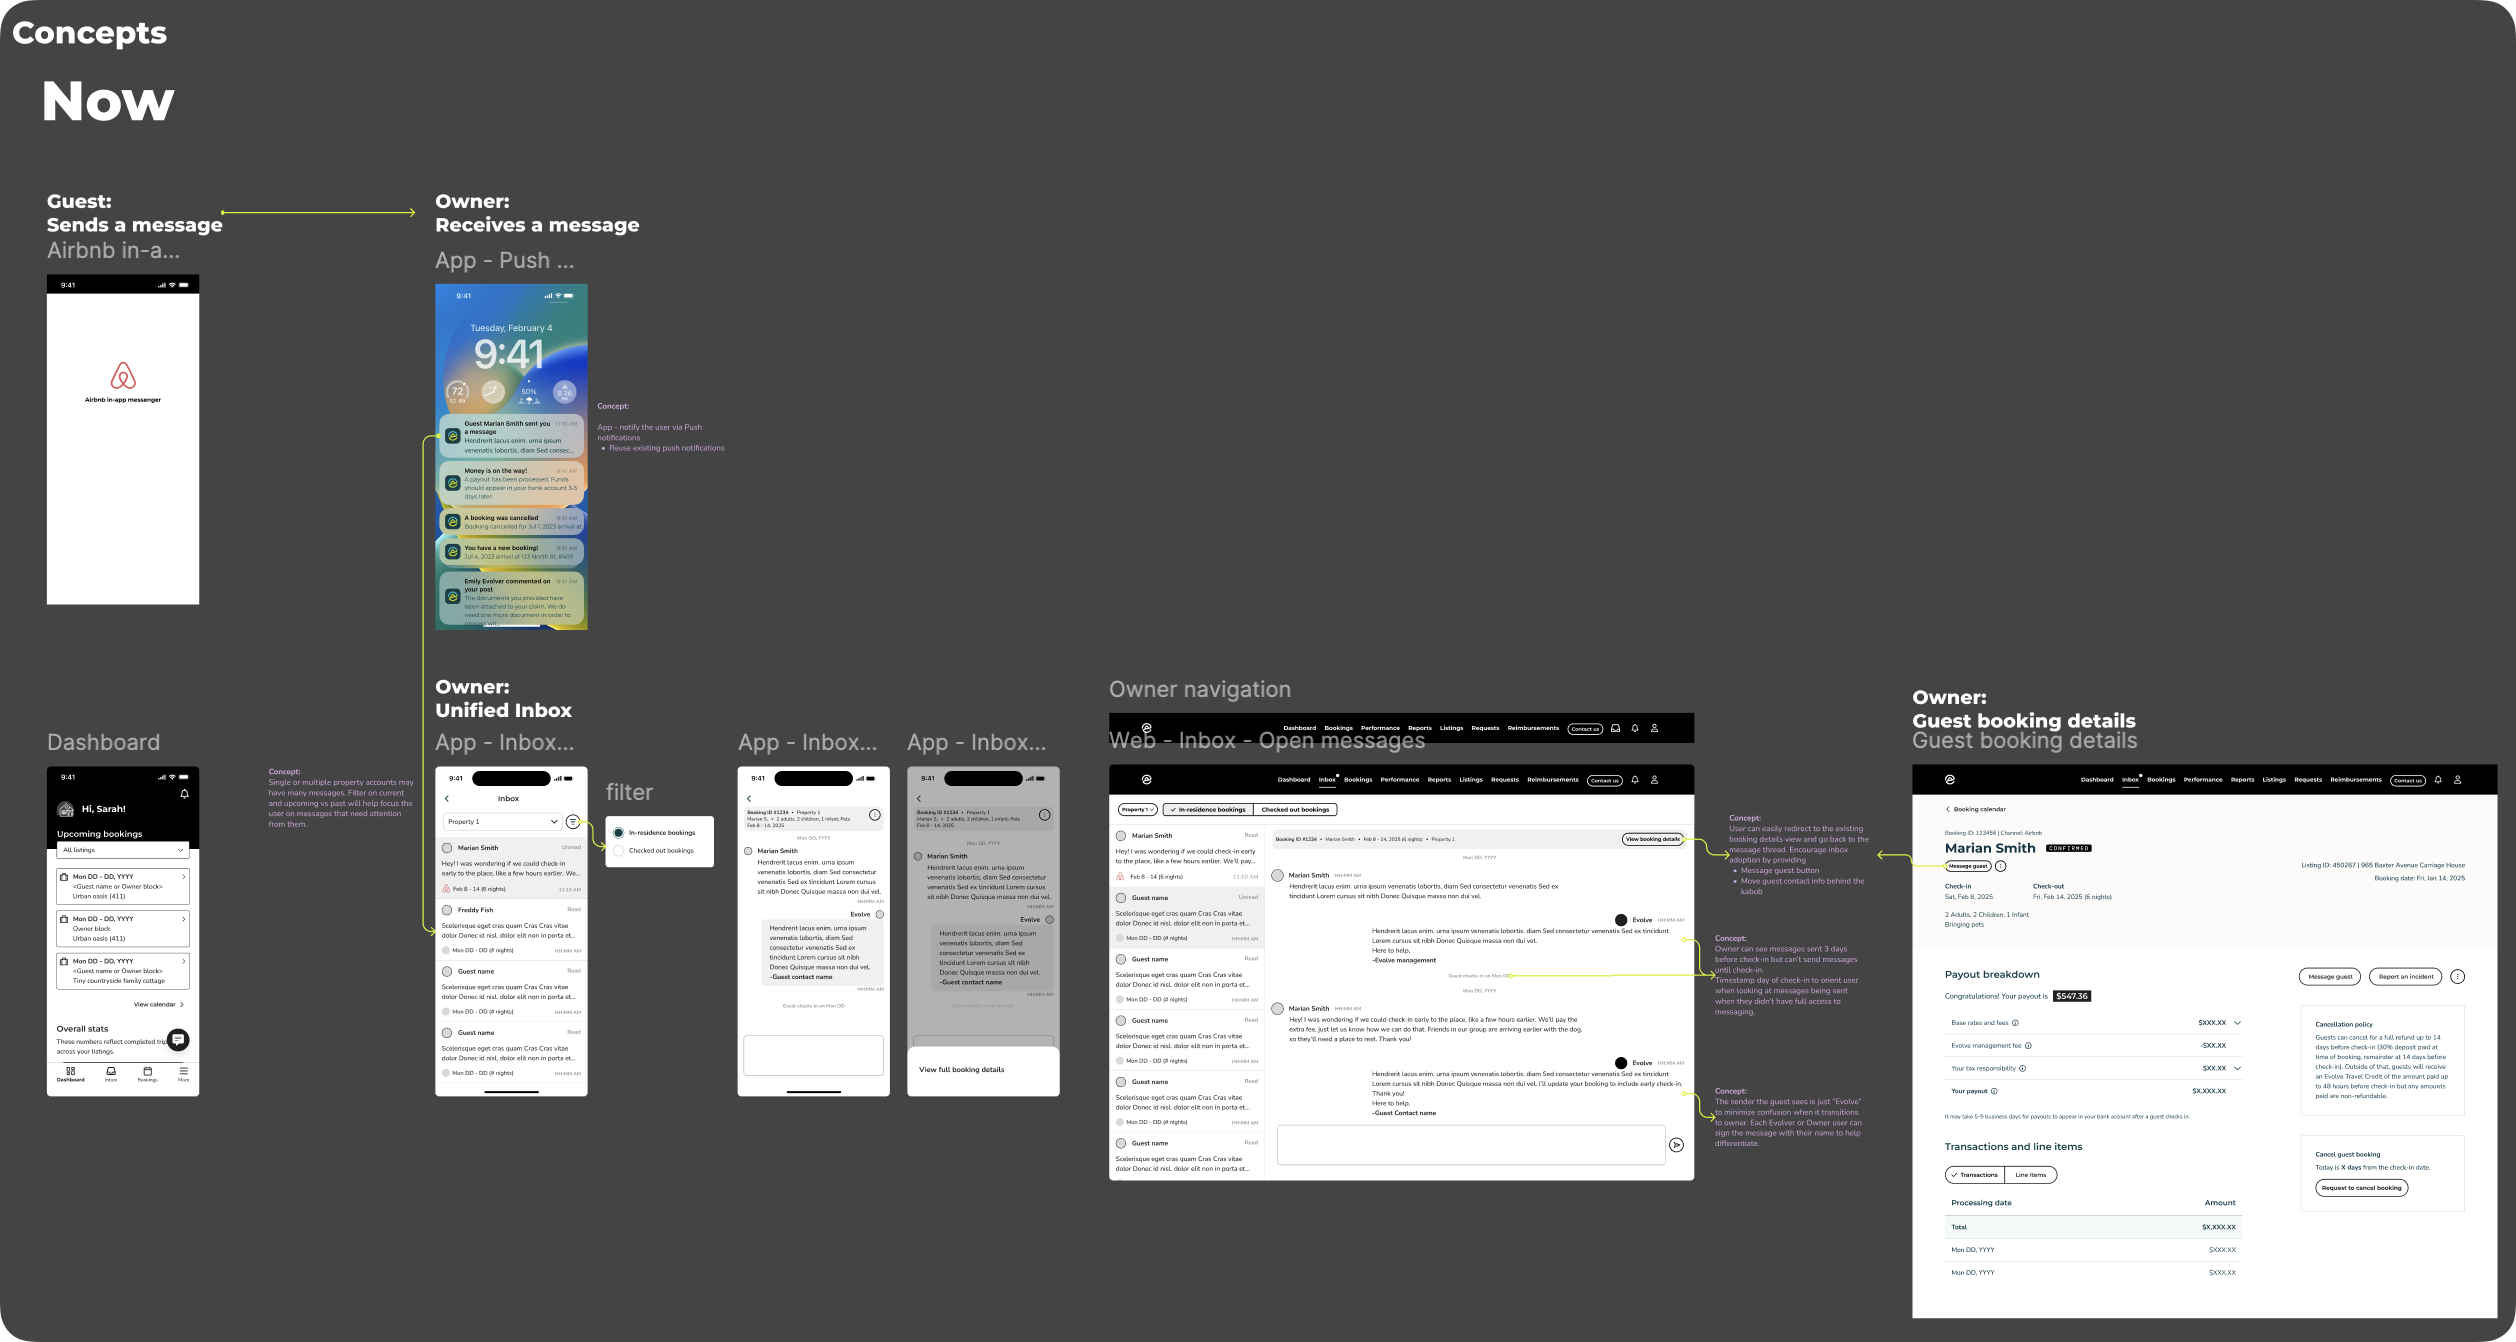 Concepts
Now
Guest:
Sends a message
Airbnb in-a...
9:41
Airbnb in-app messenger
Owner:
Receives a message
App - Push ...
9:41
Tuesday, February 4
9:41
72
52 89
50%
8:26
PM
Guest Marian Smith sent you
a message
11:10 AM
Hendrerit lacus enim. urna ipsum
venenatis lobortis, diam Sed consec...
Money is on the way!
9:41 AM
A payout has been processed. Funds
should appear in your bank account 3-5
days later.
A booking was cancelled
9:41 AM
Booking cancelled for Jul 1, 2023 arrival at
You have a new booking!
9:41 AM
Jul 4, 2023 arrival at 123 North St. #409
Emily Evolver commented on
your post
9:41 AM
The documents you provided have
been attached to your claim. We do
need one more document in order to
Concept:
App - notify the user via Push
notifications
• Reuse existing push notifications
Dashboard
9:41
Hi, Sarah!
Upcoming bookings
All listings
Mon DD - DD, YYYY
<Guest name or Owner block>
Urban oasis (411)
Mon DD - DD, YYYY
Owner block
Urban oasis (411)
Mon DD - DD, YYYY
<Guest name or Owner block>
Tiny countryside family cottage
View calendar
Overall stats
These numbers reflect completed trip
across your listings.
Dashboard Inbox Bookings More
Concept:
Single or multiple property accounts may
have many messages. Filter on current
and upcoming vs past will help focus the
user on messages that need attention
from them.
Owner:
Unified Inbox
App - Inbox...
9:41
Inbox
Property 1
Marian Smith Unread
Hey! I was wondering if we could check-in
early to the place, like a few hours earlier. We...
Feb 8 - 14 (6 nights) 11:10 AM
Freddy Fish Read
Scelerisque eget cras quam Cras Cras vitae
dolor Donec id nisl. dolor elit non in porta et...
Mon DD - DD (# nights) HH:MM AM
Guest name Read
Scelerisque eget cras quam Cras Cras vitae
dolor Donec id nisl. dolor elit non in porta et...
Mon DD - DD (# nights) HH:MM AM
Guest name Read
Scelerisque eget cras quam Cras Cras vitae
dolor Donec id nisl. dolor elit non in porta et...
Mon DD - DD (# nights) HH:MM AM
filter
In-residence bookings
Checked out bookings
App - Inbox...
9:41
Booking ID #1234 • Property 1
Marian S. • 2 adults, 2 children, 1 infant; Pets
Feb 8 - 14, 2025
Mon DD, YYYY
Marian Smith
Hendrerit lacus enim. urna ipsum
venenatis lobortis, diam Sed
consectetur venenatis Sed ex
tincidunt Lorem cursus
sit nibh Donec Quisque massa non dui vel.
HH:MM AM
Evolve
Hendrerit lacus enim. urna ipsum
venenatis lobortis, diam Sed
consectetur venenatis Sed ex
tincidunt Lorem cursus sit nibh
Donec Quisque massa non dui vel.
-Guest contact name
HH:MM AM
Guest checks in on Mon DD
App - Inbox...
9:41
Booking ID #1234 • Property 1
Marian S. • 2 adults, 2 children, 1 infant; Pets
Feb 8 - 14, 2025
Mon DD, YYYY
Marian Smith
Hendrerit lacus enim. urna ipsum
venenatis lobortis, diam Sed
consectetur venenatis Sed
ex tincidunt Lorem cursus
sit nibh Donec Quisque massa non dui vel.
HH:MM AM
Evolve
Hendrerit lacus enim. urna ipsum
venenatis lobortis, diam Sed
consectetur venenatis Sed ex
tincidunt Lorem cursus sit nibh
Donec Quisque massa non dui vel.
-Guest contact name
HH:MM AM
Guest checks in on Mon DD
View full booking details
Owner navigation
Dashboard Bookings Performance Reports Listings Requests Reimbursements Contact us
Web - Inbox - Open messages
Dashboard Inbox Bookings Performance Reports Listings Requests Reimbursements Contact us
Property 1 In-residence bookings Checked out bookings
Marian Smith Read
Hey! I was wondering if we could check-in early
to the place, like a few hours earlier. We'll pay...
Feb 8 - 14 (6 nights) 11:10 AM
Guest name Unread
Scelerisque eget cras quam Cras Cras vitae
dolor Donec id nisl. dolor elit non in porta et...
Mon DD - DD (# nights) HH:MM AM
Guest name Read
Scelerisque eget cras quam Cras Cras vitae
dolor Donec id nisl. dolor elit non in porta et...
Mon DD - DD (# nights) HH:MM AM
Guest name Read
Scelerisque eget cras quam Cras Cras vitae
dolor Donec id nisl. dolor elit non in porta et...
Mon DD - DD (# nights) HH:MM AM
Guest name Read
Scelerisque eget cras quam Cras Cras vitae
dolor Donec id nisl. dolor elit non in porta et...
Mon DD - DD (# nights) HH:MM AM
Guest name Read
Scelerisque eget cras quam Cras Cras vitae
dolor Donec id nisl. dolor elit non in porta et...
Booking ID #1234 • Marian Smith • Feb 8 - 14, 2025 (6 nights) • Property 1
View booking details
Mon DD, YYYY
Marian Smith HH:MM AM
Hendrerit lacus enim. urna ipsum venenatis lobortis, diam Sed consectetur venenatis Sed ex
tincidunt Lorem cursus sit nibh Donec Quisque massa non dui vel.
Evolve HH:MM AM
Hendrerit lacus enim. urna ipsum venenatis lobortis, diam Sed consectetur venenatis Sed ex tincidunt
Lorem cursus sit nibh Donec Quisque massa non dui vel.
Here to help,
-Evolve management
Guest checks in on Mon DD
Mon DD, YYYY
Marian Smith HH:MM AM
Hey! I was wondering if we could check-in early to the place, like a few hours earlier. We'll pay the
extra fee, just let us know how we can do that. Friends in our group are arriving earlier with the dog,
so they'll need a place to rest. Thank you!
Evolve HH:MM AM
Hendrerit lacus enim. urna ipsum venenatis lobortis, diam Sed consectetur venenatis Sed ex tincidunt
Lorem cursus sit nibh Donec Quisque massa non dui vel. I'll update your booking to include early check-in.
Thank you!
Here to help,
-Guest Contact name
Concept:
User can easily redirect to the existing
booking details view and go back to the
message thread. Encourage inbox
adoption by providing
• Message guest button
• Move guest contact info behind the
kabob
Concept:
Owner can see messages sent 3 days
before check-in but can't send messages
until check-in.
Timestamp day of check-in to orient user
when looking at messages being sent
when they didn't have full access to
messaging.
Concept:
The sender the guest sees is just "Evolve"
to minimize confusion when it transitions
to owner. Each Evolver or Owner user can
sign the message with their name to help
differentiate.
Owner:
Guest booking details
Guest booking details
Dashboard Inbox Bookings Performance Reports Listings Requests Reimbursements Contact us
Booking calendar
Booking ID: 123456 | Channel: Airbnb
Marian Smith CONFIRMED
Message guest
Listing ID: 450267 | 965 Baxter Avenue Carriage House
Booking date: Fri, Jan 14, 2025
Check-in
Sat, Feb 8, 2025
Check-out
Fri, Feb 14, 2025 (6 nights)
2 Adults, 2 Children, 1 Infant
Bringing pets
Payout breakdown
Message guest Report an incident
Congratulations! Your payout is $547.36
Base rates and fees $XXX.XX
Evolve management fee -$XX.XX
Your tax responsibility $XX.XX
Your payout $X,XXX.XX
It may take 5-9 business days for payouts to appear in your bank account after a guest checks in.
Cancellation policy
Guests can cancel for a full refund up to 14
days before check-in (30% deposit paid at
time of booking, remainder at 14 days before
check-in). Outside of that, guests will receive
an Evolve Travel Credit of the amount paid up
to 48 hours before check-in but any amounts
paid are non-refundable.
Transactions and line items
Transactions Line items
Processing date Amount
Total $X,XXX.XX
Mon DD, YYYY $XXX.XX
Mon DD, YYYY $XXX.XX
Cancel guest booking
Today is X days from the check-in date.
Request to cancel booking